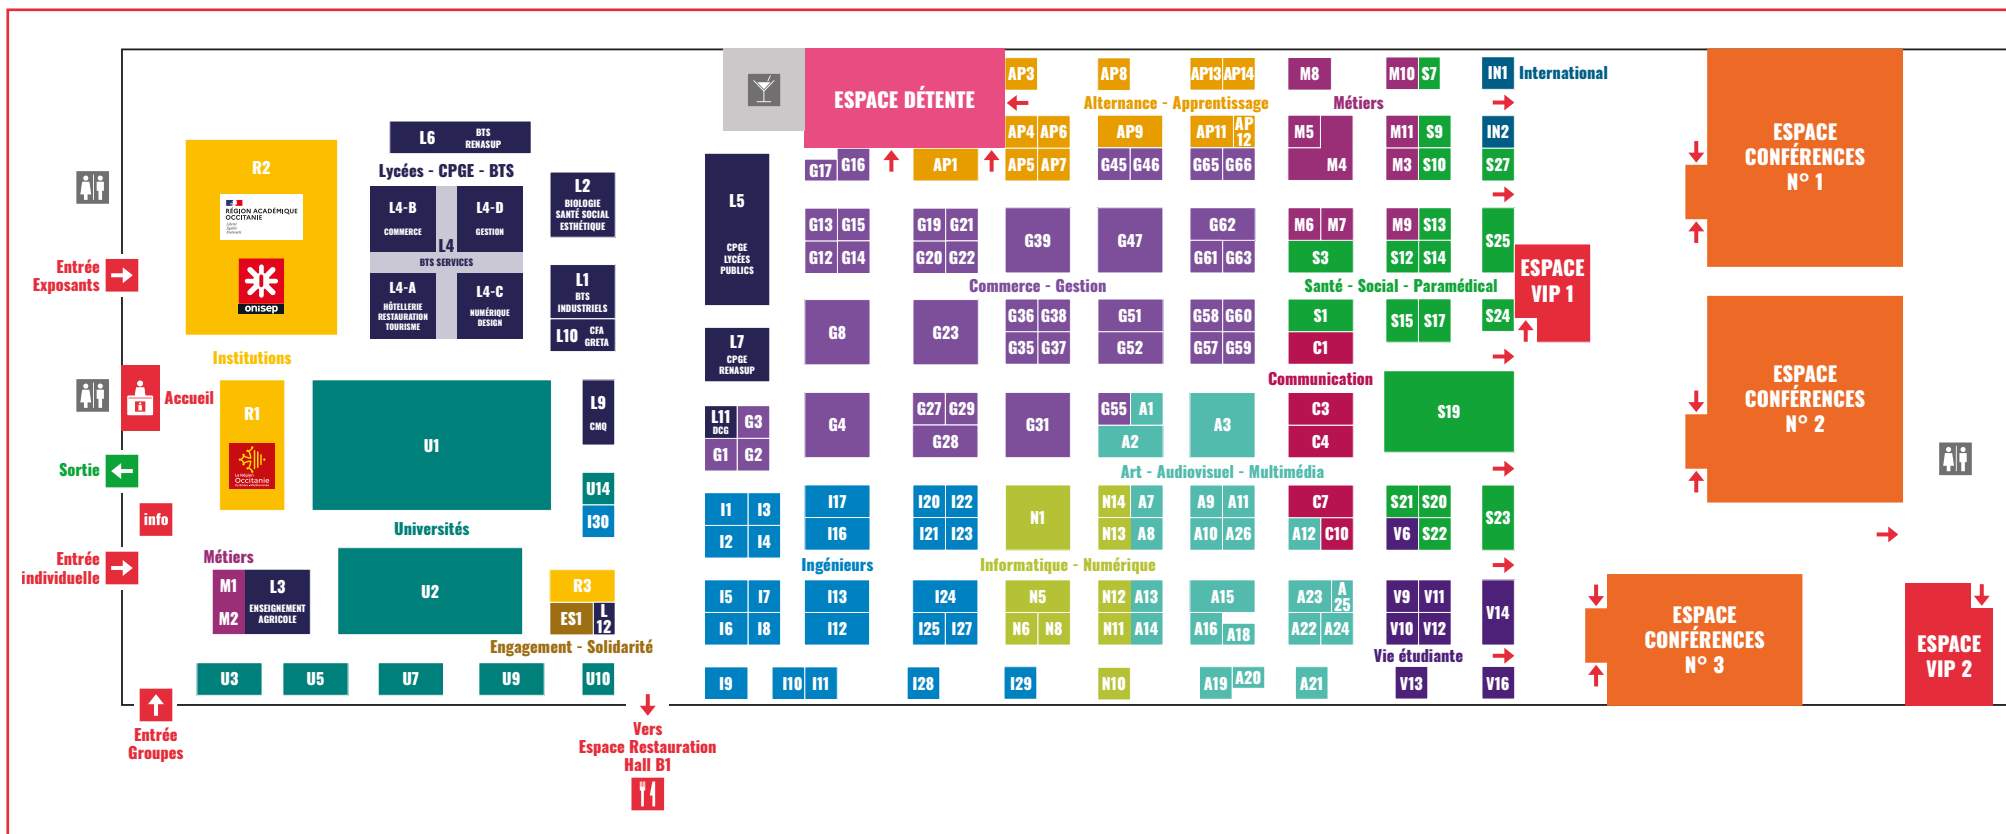 R2
RÉGION ACADÉMIQUE
OCCITANIE
onisep
Institutions
R1
La Région
Occitanie
L6
BTS
RENASUP
Lycées - CPGE - BTS
L4-B
COMMERCE
L4-D
GESTION
L4
BTS SERVICES
L4-A
HÔTELLERIE
RESTAURATION
TOURISME
L4-C
NUMÉRIQUE
DESIGN
L2
BIOLOGIE
SANTÉ SOCIAL
ESTHÉTIQUE
L1
BTS
INDUSTRIELS
L10
CFA
GRETA
L9
CMQ
U1
U14
I30
Universités
U2
Métiers
M1
M2
L3
ENSEIGNEMENT
AGRICOLE
R3
ES1
L
12
Engagement - Solidarité
U3
U5
U7
U9
U10
Entrée
Exposants
Accueil
Sortie
info
Entrée
individuelle
Entrée
Groupes
Vers
Espace Restauration
Hall B1
ESPACE DÉTENTE
L5
CPGE
LYCÉES
PUBLICS
L7
CPGE
RENASUP
L11
DCG
G3
G1
G2
AP3
AP8
AP13
AP14
M8
M10
S7
IN1
International
Alternance - Apprentissage
Métiers
AP4
AP6
AP9
AP11
AP
12
M5
M4
M11
S9
IN2
G17
G16
AP1
AP5
AP7
G45
G46
G65
G66
M3
S10
S27
G13
G15
G19
G21
G39
G47
G62
M6
M7
M9
S13
S25
G12
G14
G20
G22
G61
G63
S3
S12
S14
Commerce - Gestion
Santé - Social - Paramédical
G8
G23
G36
G38
G51
G58
G60
S1
S15
S17
S24
G35
G37
G52
G57
G59
C1
Communication
G4
G27
G29
G31
G55
A1
A3
C3
S19
G28
A2
C4
Art - Audiovisuel - Multimédia
I1
I3
I17
I20
I22
N1
N14
A7
A9
A11
C7
S21
S20
S23
I2
I4
I16
I21
I23
N13
A8
A10
A26
A12
C10
V6
S22
Ingénieurs
Informatique - Numérique
I5
I7
I13
I24
N5
N12
A13
A15
A23
A
25
V9
V11
V14
I6
I8
I12
I25
I27
N6
N8
N11
A14
A16
A18
A22
A24
V10
V12
Vie étudiante
I9
I10
I11
I28
I29
N10
A19
A20
A21
V13
V16
ESPACE
VIP 1
ESPACE
CONFÉRENCES
N° 1
ESPACE
CONFÉRENCES
N° 2
ESPACE
CONFÉRENCES
N° 3
ESPACE
VIP 2